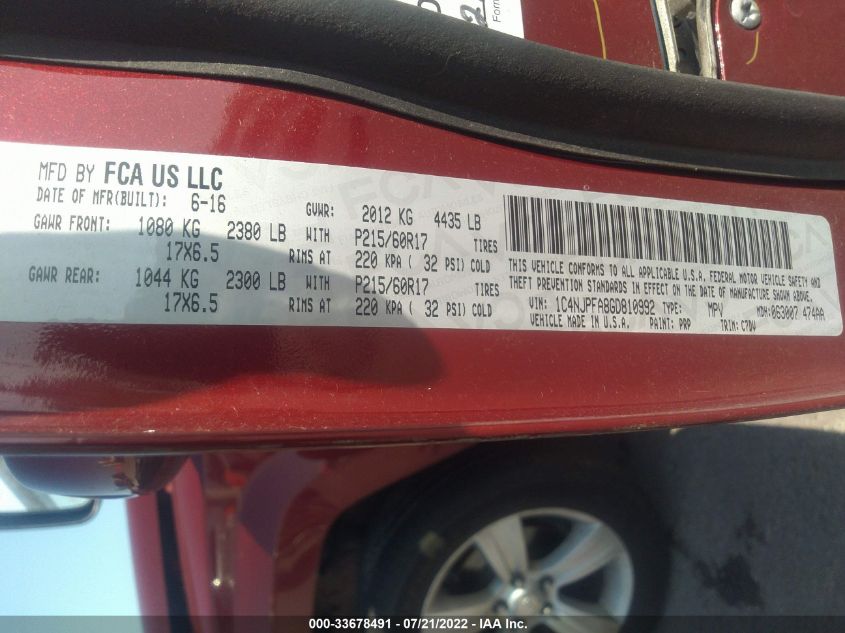 Form
MFD BY FCA US LLC
DATE OF MFR(BUILT): 6-16 GVWR: 2012 KG 4435 LB
GAWR FRONT: 1080 KG 2380 LB WITH P215/60R17 TIRES
17X6.5 RIMS AT 220 KPA ( 32 PSI) COLD
GAWR REAR: 1044 KG 2300 LB WITH P215/60R17 TIRES
17X6.5 RIMS AT 220 KPA ( 32 PSI) COLD
THIS VEHICLE CONFORMS TO ALL APPLICABLE U.S.A. FEDERAL MOTOR VEHICLE SAFETY AND
THEFT PREVENTION STANDARDS IN EFFECT ON THE DATE OF MANUFACTURE SHOWN ABOVE.
VIN: 1C4NJPFA8GD810992 TYPE: MPV MDH: 063007 474AA
VEHICLE MADE IN U.S.A. PAINT: PRP TRIM: C7DV
000-33678491 - 07/21/2022 - IAA Inc.